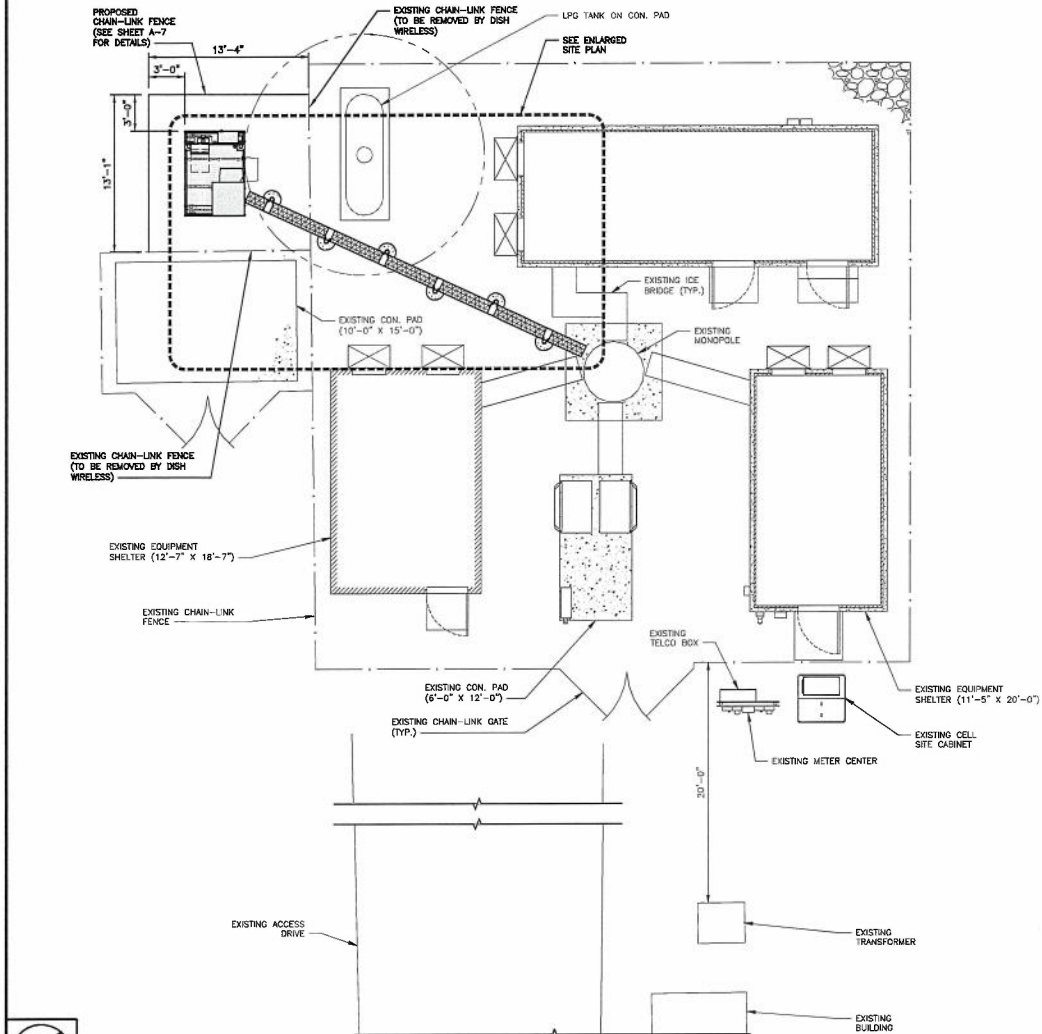 PROPOSED
CHAIN-LINK FENCE
(SEE SHEET A-7
FOR DETAILS)
EXISTING CHAIN-LINK FENCE
(TO BE REMOVED BY DISH
WIRELESS)
LPG TANK ON CON. PAD
SEE ENLARGED
SITE PLAN
13'-4"
3'-0"
3'-0"
13'-1"
EXISTING ICE
BRIDGE (TYP.)
EXISTING CON. PAD
(10'-0" X 15'-0")
EXISTING
MONOPOLE
EXISTING CHAIN-LINK FENCE
(TO BE REMOVED BY DISH
WIRELESS)
EXISTING EQUIPMENT
SHELTER (12'-7" X 18'-7")
EXISTING CHAIN-LINK
FENCE
EXISTING
TELCO BOX
EXISTING CON. PAD
(6'-0" X 12'-0")
EXISTING EQUIPMENT
SHELTER (11'-5" X 20'-0")
EXISTING CHAIN-LINK GATE
(TYP.)
EXISTING CELL
SITE CABINET
EXISTING METER CENTER
20'-0"
EXISTING ACCESS
DRIVE
EXISTING
TRANSFORMER
EXISTING
BUILDING